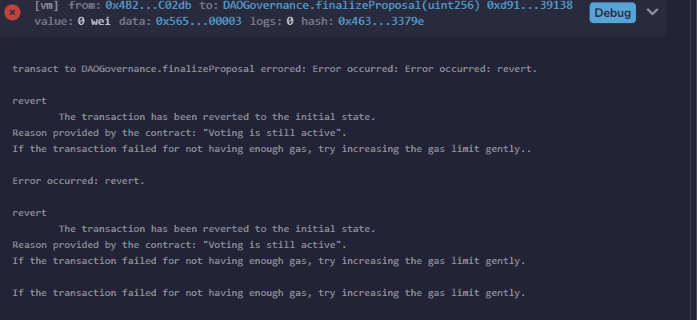 [vm] from: 0x4B2...C02db to: DAOGovernance.finalizeProposal(uint256) 0xd91...39138
value: 0 wei data: 0x565...00003 logs: 0 hash: 0x463...3379e
Debug
transact to DAOGovernance.finalizeProposal errored: Error occurred: Error occurred: revert.
revert
The transaction has been reverted to the initial state.
Reason provided by the contract: "Voting is still active".
If the transaction failed for not having enough gas, try increasing the gas limit gently..
Error occurred: revert.
revert
The transaction has been reverted to the initial state.
Reason provided by the contract: "Voting is still active".
If the transaction failed for not having enough gas, try increasing the gas limit gently.
If the transaction failed for not having enough gas, try increasing the gas limit gently.